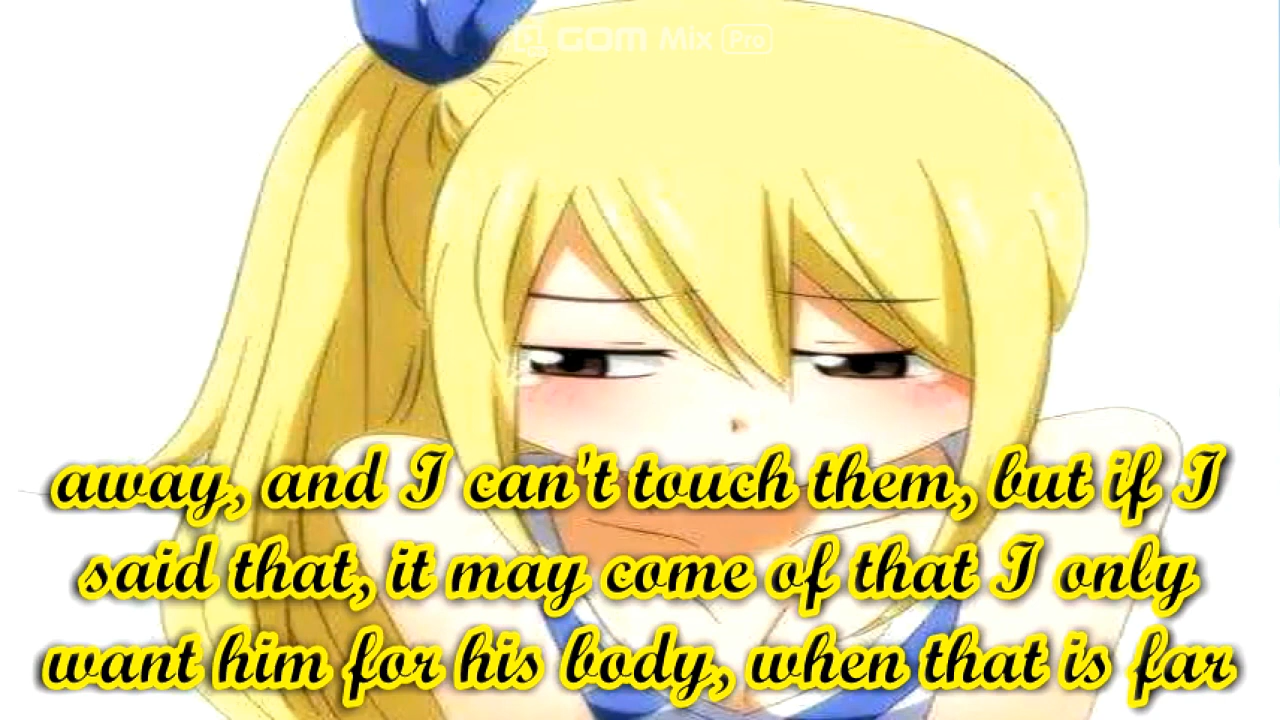 GOM Mix Pro
away, and I can't touch them, but if I
said that, it may come of that I only
want him for his body, when that is far